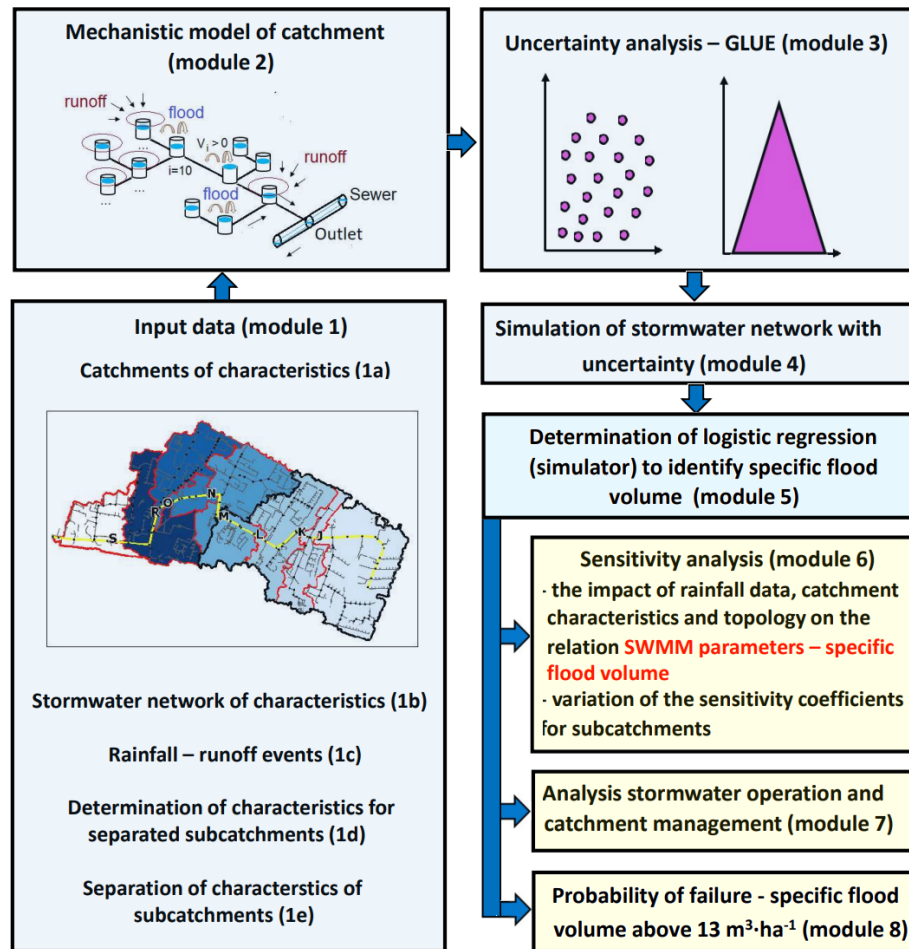 Mechanistic model of catchment
(module 2)
runoff
flood
...
V i > 0
runoff
...
i=10
...
flood
Sewer
Outlet
Uncertainty analysis – GLUE (module 3)
Input data (module 1)
Catchments of characteristics (1a)
S
R
O
N
M
L
K
J
Stormwater network of characteristics (1b)
Rainfall – runoff events (1c)
Determination of characteristics for
separated subcatchments (1d)
Separation of characterstics of
subcatchments (1e)
Simulation of stormwater network with
uncertainty (module 4)
Determination of logistic regression
(simulator) to identify specific flood
volume (module 5)
Sensitivity analysis (module 6)
- the impact of rainfall data, catchment
characteristics and topology on the
relation SWMM parameters – specific
flood volume
- variation of the sensitivity coefficients
for subcatchments
Analysis stormwater operation and
catchment management (module 7)
Probability of failure - specific flood
volume above 13 m³·ha⁻¹ (module 8)